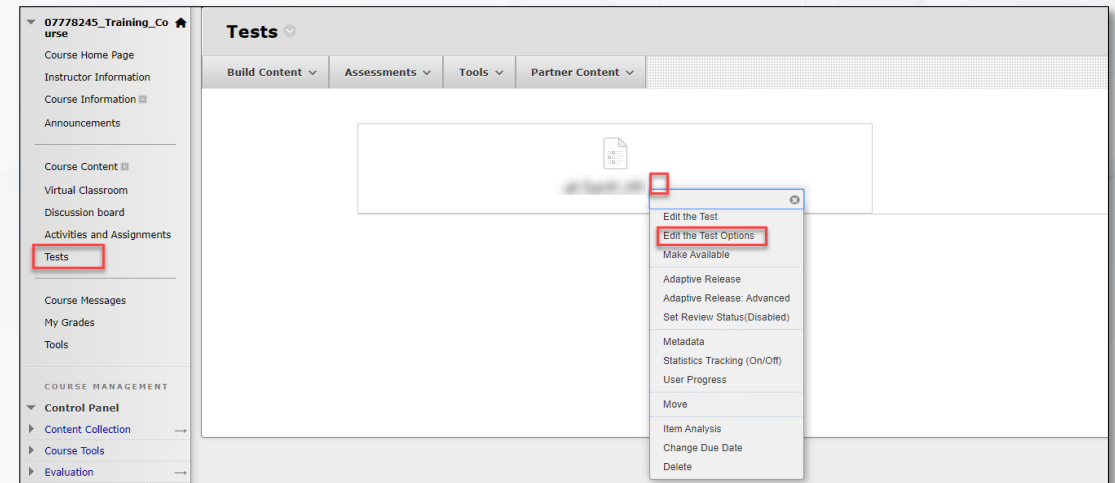 07778245_Training_Co
urse
Course Home Page
Instructor Information
Course Information
Announcements
Course Content
Virtual Classroom
Discussion board
Activities and Assignments
Tests
Course Messages
My Grades
Tools
COURSE MANAGEMENT
Control Panel
Content Collection
Course Tools
Evaluation
Tests
Build Content
Assessments
Tools
Partner Content
Edit the Test
Edit the Test Options
Make Available
Adaptive Release
Adaptive Release: Advanced
Set Review Status(Disabled)
Metadata
Statistics Tracking (On/Off)
User Progress
Move
Item Analysis
Change Due Date
Delete